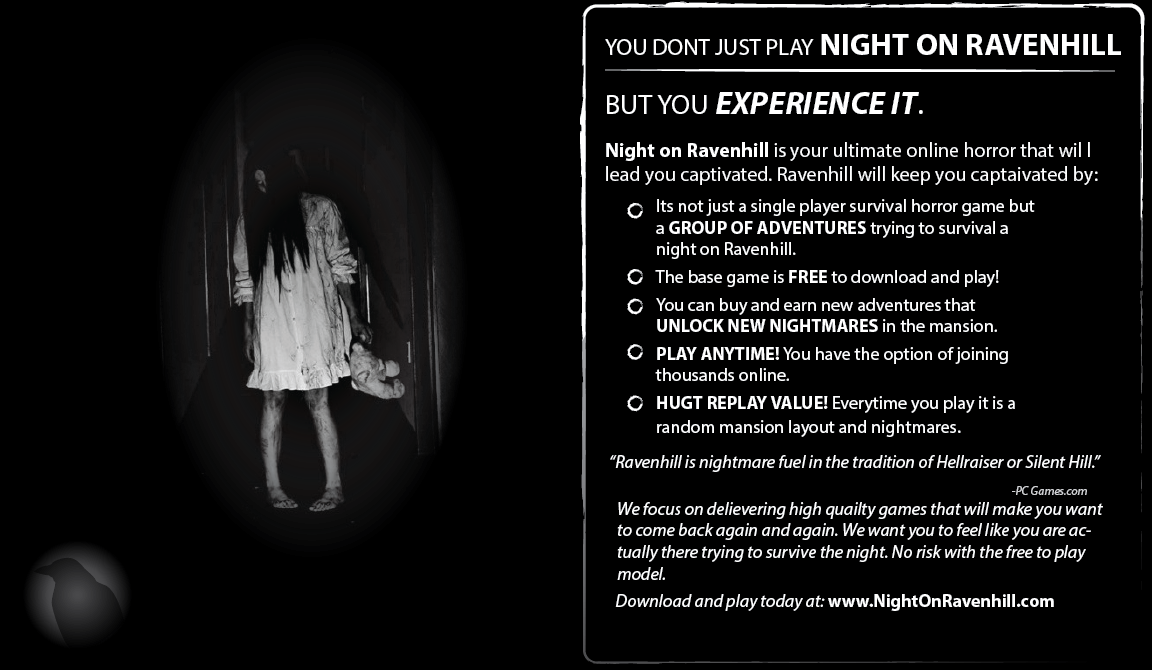 YOU DONT JUST PLAY NIGHT ON RAVENHILL
BUT YOU EXPERIENCE IT.
Night on Ravenhill is your ultimate online horror that wil l
lead you captivated. Ravenhill will keep you captaivated by:
Its not just a single player survival horror game but
a GROUP OF ADVENTURES trying to survival a
night on Ravenhill.
The base game is FREE to download and play!
You can buy and earn new adventures that
UNLOCK NEW NIGHTMARES in the mansion.
PLAY ANYTIME! You have the option of joining
thousands online.
HUGT REPLAY VALUE! Everytime you play it is a
random mansion layout and nightmares.
“Ravenhill is nightmare fuel in the tradition of Hellraiser or Silent Hill.”
-PC Games.com
We focus on delievering high quailty games that will make you want
to come back again and again. We want you to feel like you are ac-
tually there trying to survive the night. No risk with the free to play
model.
Download and play today at: www.NightOnRavenhill.com